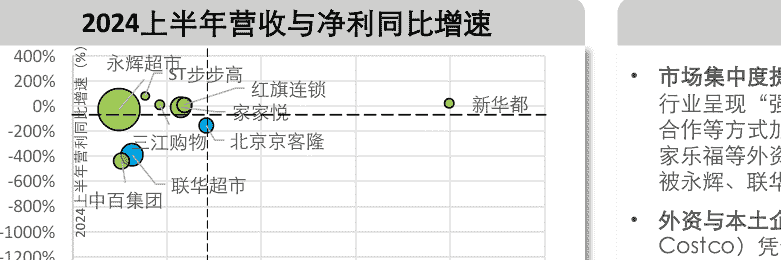 2024上半年营收与净利同比增速
400%
200%
0%
-200%
-400%
-600%
-800%
-1000%
-1200%
2024上半年营利同比增速（%）
永辉超市
ST步步高
红旗连锁
家家悦
新华都
三江购物
北京京客隆
联华超市
中百集团
• 市场集中度提
行业呈现“强
合作等方式加
家乐福等外资
被永辉、联华
• 外资与本土企
Costco）凭